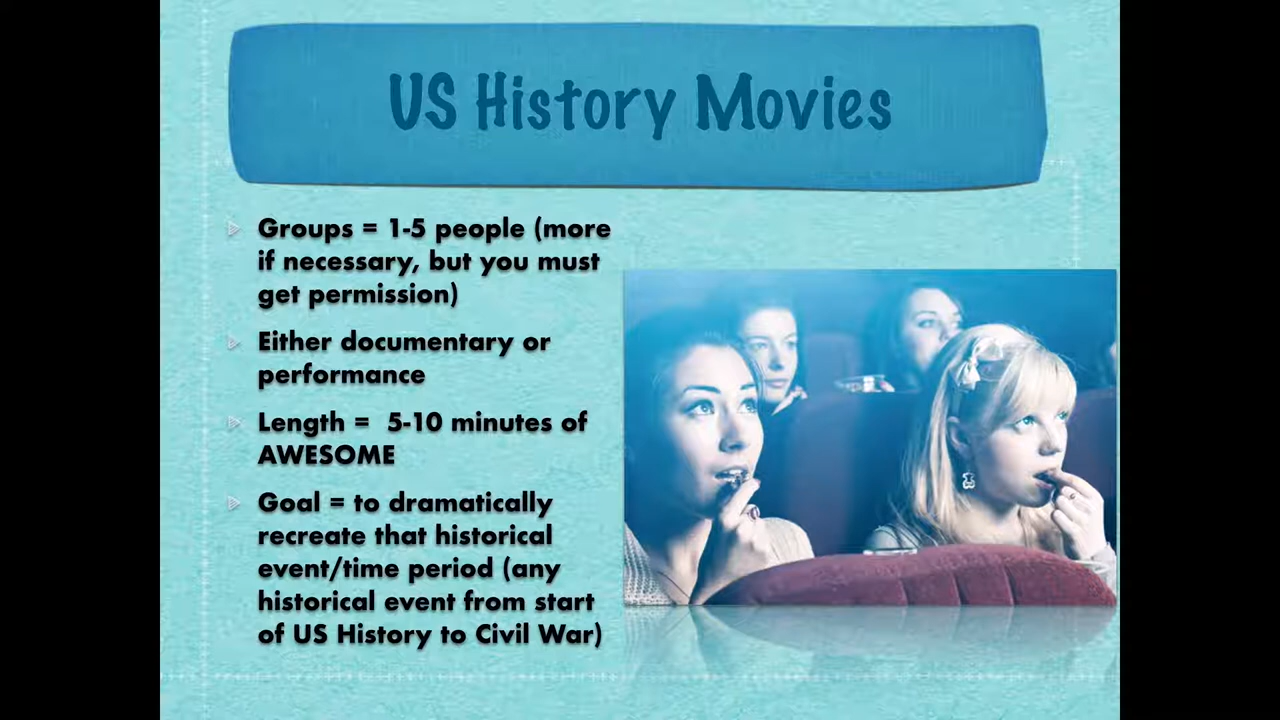 US History Movies
Groups = 1-5 people (more
if necessary, but you must
get permission)
Either documentary or
performance
Length =  5-10 minutes of
AWESOME
Goal = to dramatically
recreate that historical
event/time period (any
historical event from start
of US History to Civil War)